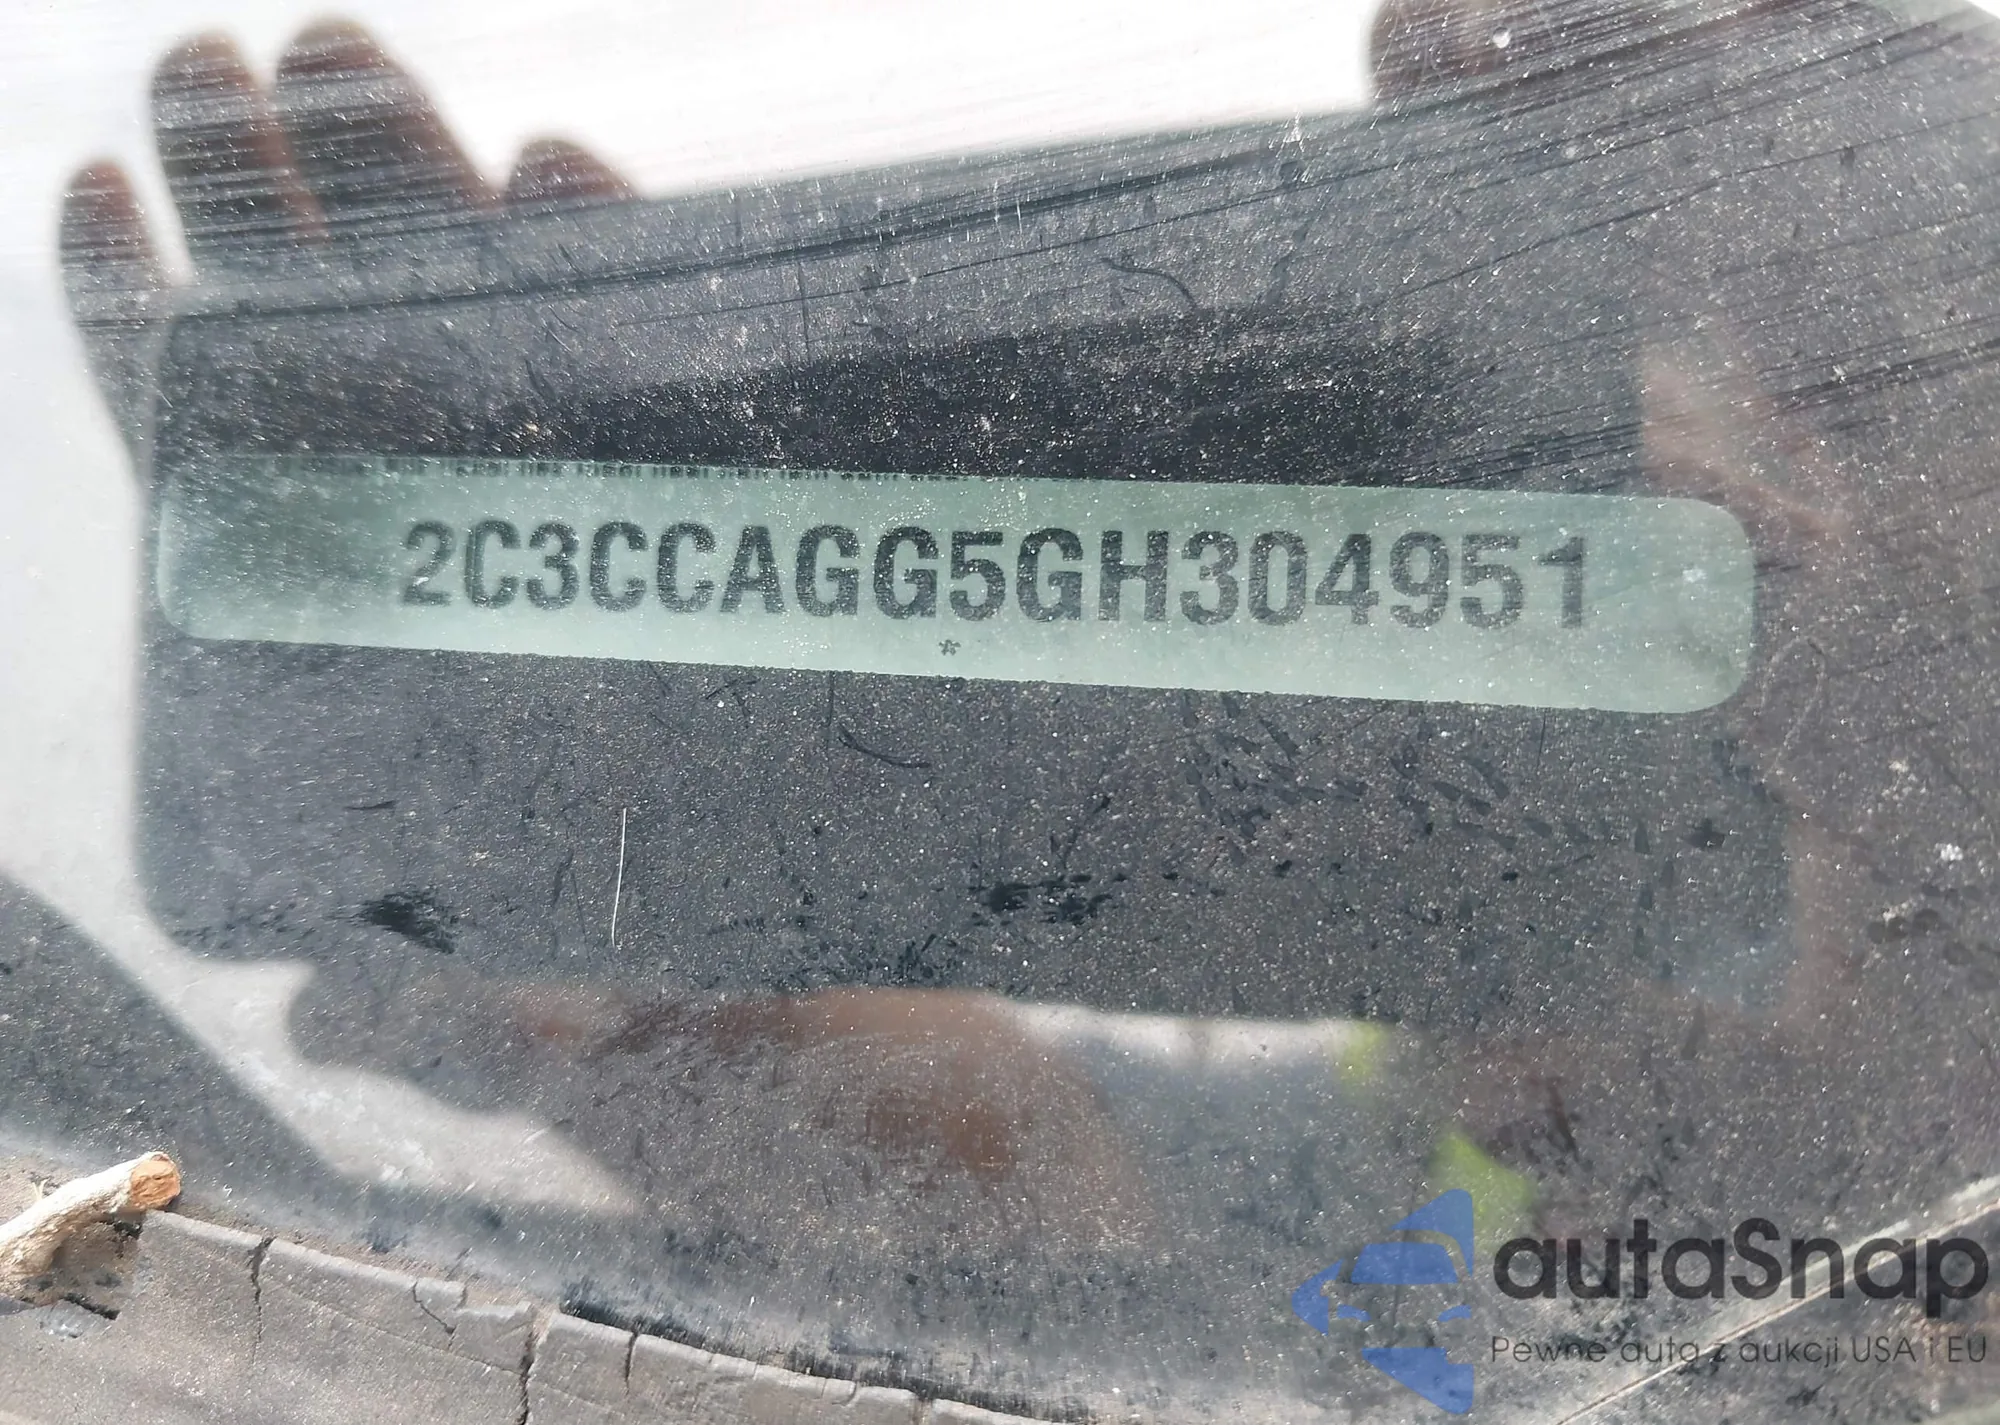 2C3CCAGG5GH304951
*
autaSnap
Pewne auta z aukcji USA i EU